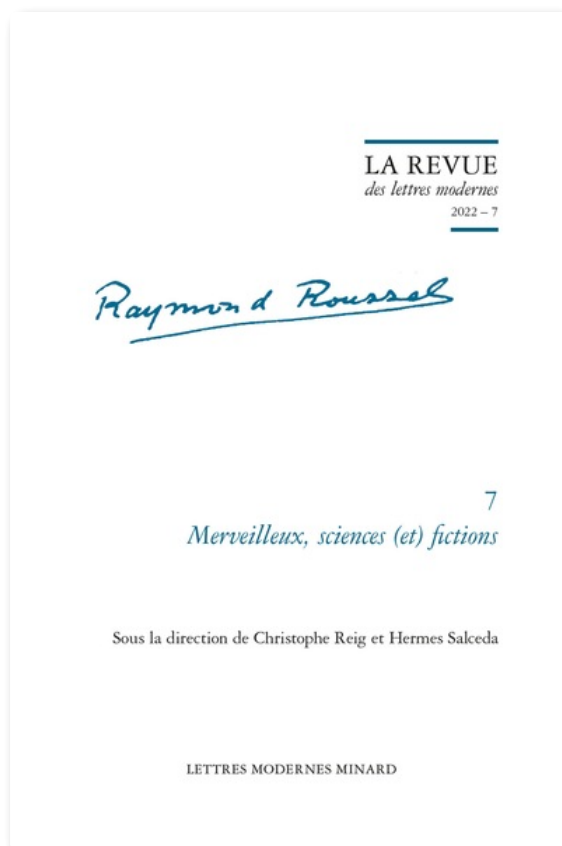 LA REVUE
des lettres modernes
2022 – 7
Raymond Roussel
7
Merveilleux, sciences (et) fictions
Sous la direction de Christophe Reig et Hermes Salceda
LETTRES MODERNES MINARD